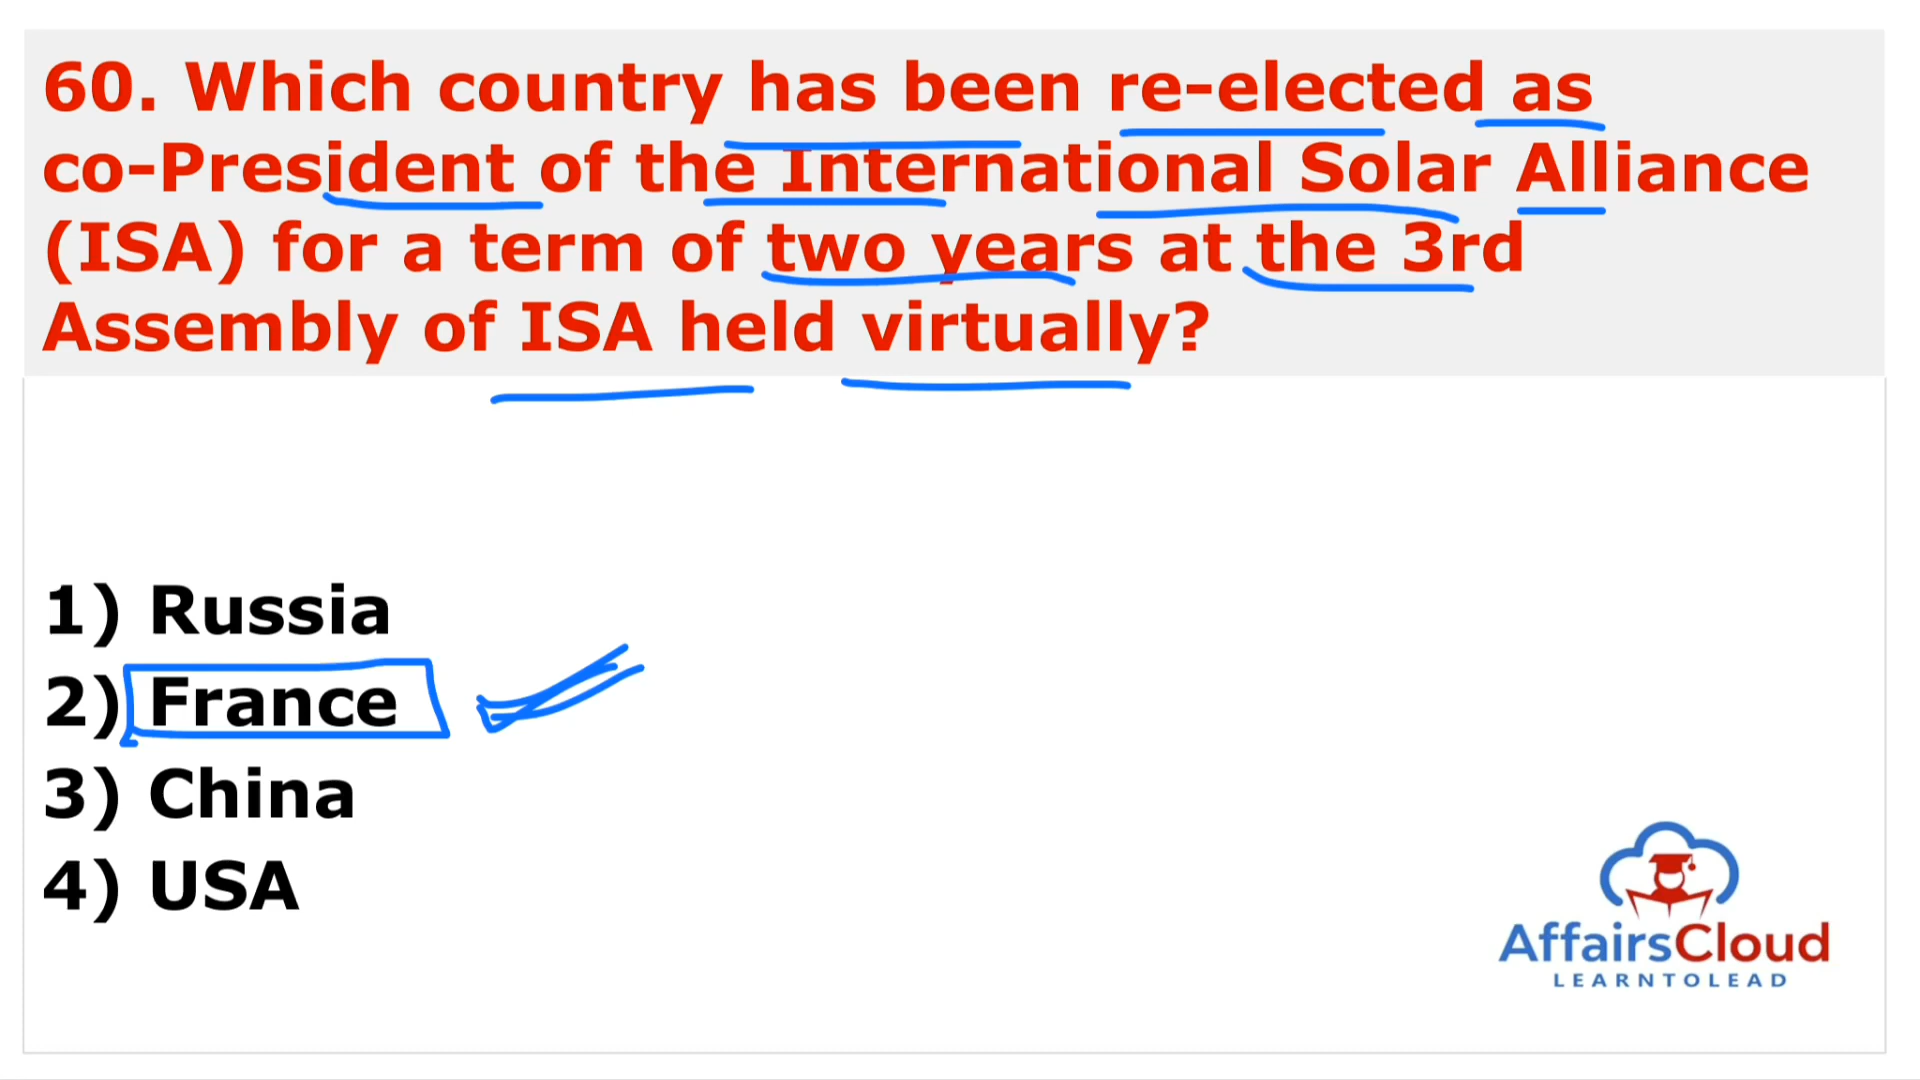 60. Which country has been re-elected as
co-President of the International Solar Alliance
(ISA) for a term of two years at the 3rd
Assembly of ISA held virtually?
1) Russia
2) France
3) China
4) USA
AffairsCloud
LEARNTOLEAD